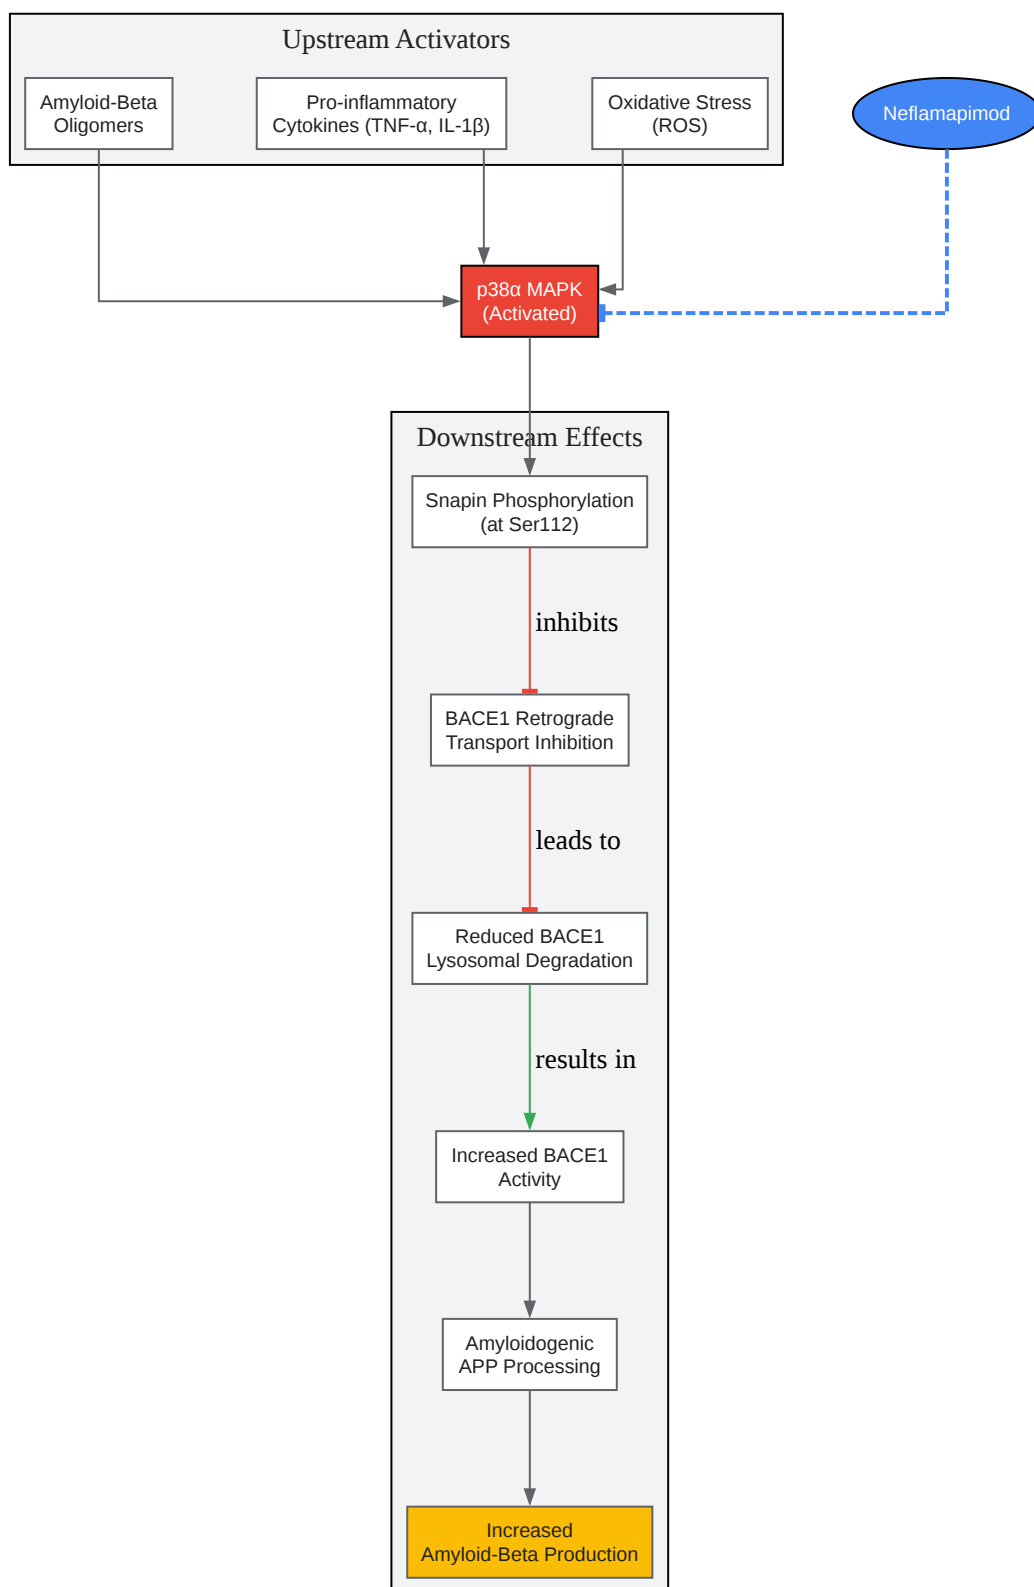 Upstream Activators
Amyloid-Beta
Oligomers
Pro-inflammatory
Cytokines (TNF-α, IL-1β)
Oxidative Stress
(ROS)
Neflamapimod
p38α MAPK
(Activated)
Downstream Effects
Snapin Phosphorylation
(at Ser112)
inhibits
BACE1 Retrograde
Transport Inhibition
leads to
Reduced BACE1
Lysosomal Degradation
results in
Increased BACE1
Activity
Amyloidogenic
APP Processing
Increased
Amyloid-Beta Production